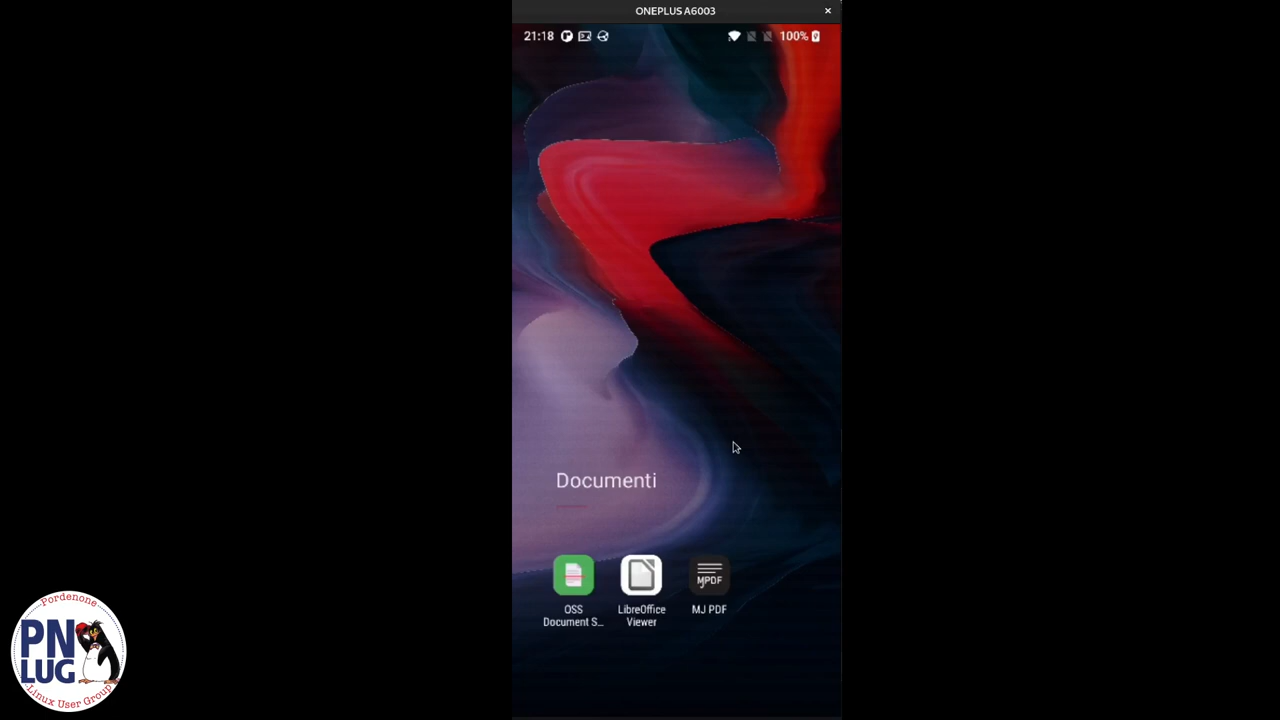 ONEPLUS A6003
21:18
100%
Documenti
OSS
Document S...
LibreOffice
Viewer
MPDF
MJ PDF
Pordenone
PN
LUG
Linux User Group